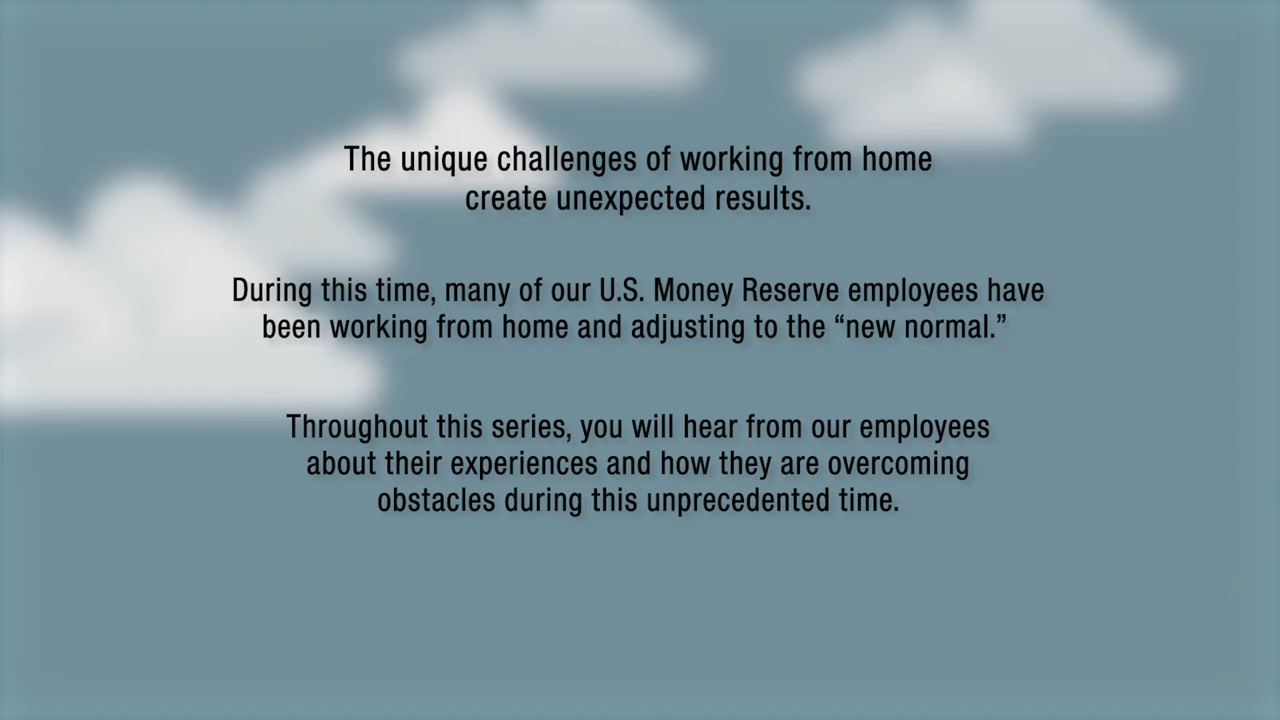 The unique challenges of working from home
create unexpected results.
During this time, many of our U.S. Money Reserve employees have
been working from home and adjusting to the “new normal.”
Throughout this series, you will hear from our employees
about their experiences and how they are overcoming
obstacles during this unprecedented time.